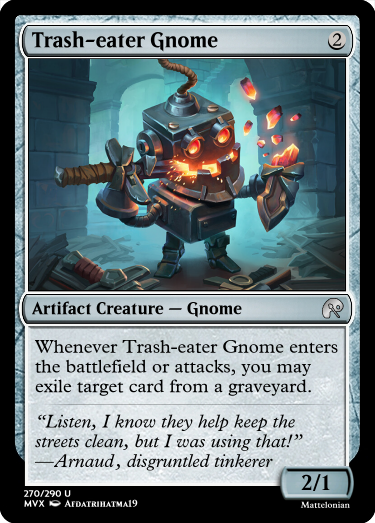 Trash-eater Gnome 2
Artifact Creature — Gnome
Whenever Trash-eater Gnome enters
the battlefield or attacks, you may
exile target card from a graveyard.
“Listen, I know they help keep the
streets clean, but I was using that!”
—Arnaud, disgruntled tinkerer
2/1
270/290 U
MVX Afdatrihatma19
Mattelonian